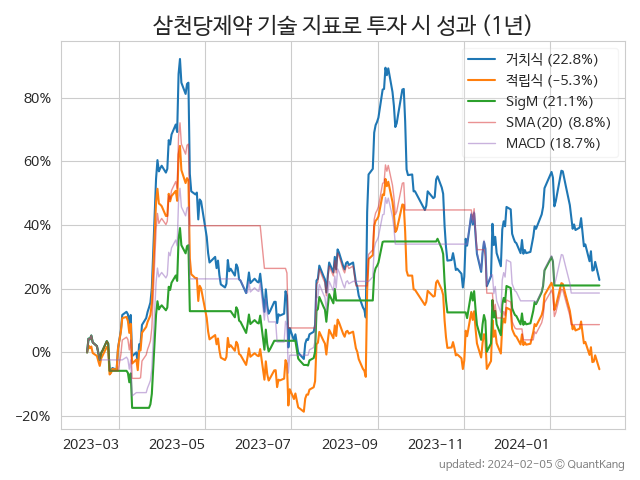 삼천당제약 기술 지표로 투자 시 성과 (1년)
거치식 (22.8%)
적립식 (−5.3%)
SigM (21.1%)
SMA(20) (8.8%)
MACD (18.7%)
80%
60%
40%
20%
0%
−20%
2023-03 2023-05 2023-07 2023-09 2023-11 2024-01
updated: 2024-02-05 © QuantKang